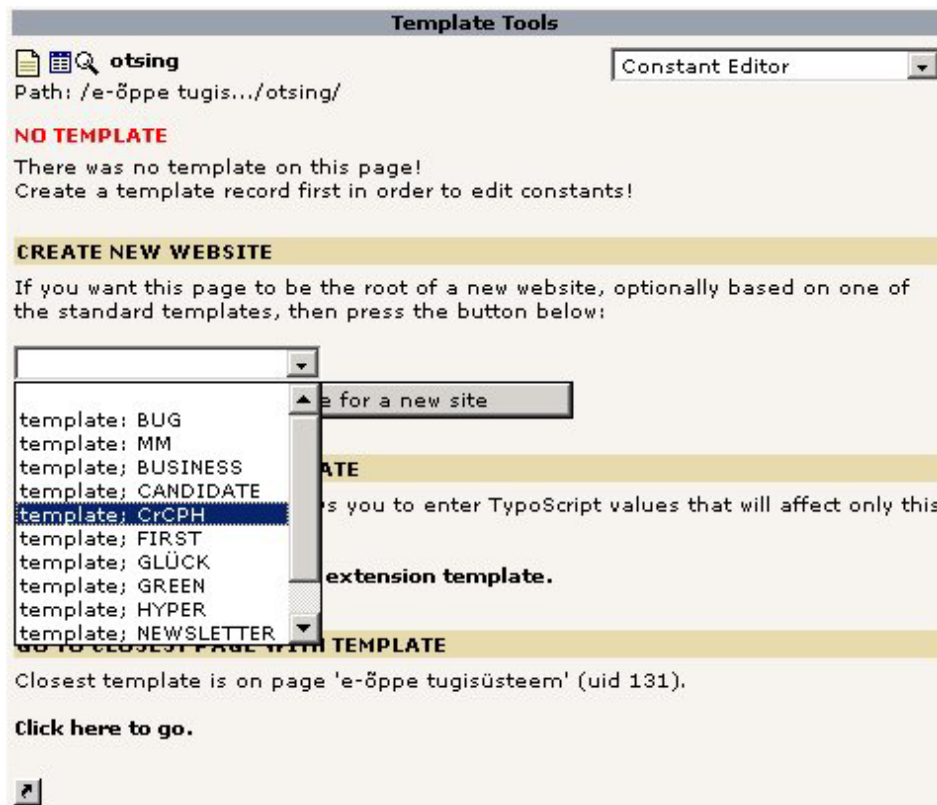 Template Tools
otsing
Constant Editor
Path: /e-õppe tugis.../otsing/
NO TEMPLATE
There was no template on this page!
Create a template record first in order to edit constants!
CREATE NEW WEBSITE
If you want this page to be the root of a new website, optionally based on one of
the standard templates, then press the button below:
e for a new site
template; BUG
template; MM
template; BUSINESS
template; CANDIDATE
template; CrCPH
template; FIRST
template; GLÜCK
template; GREEN
template; HYPER
template; NEWSLETTER
ATE
s you to enter TypoScript values that will affect only this
extension template.
GO TO CLOSEST PAGE WITH TEMPLATE
Closest template is on page 'e-õppe tugisüsteem' (uid 131).
Click here to go.